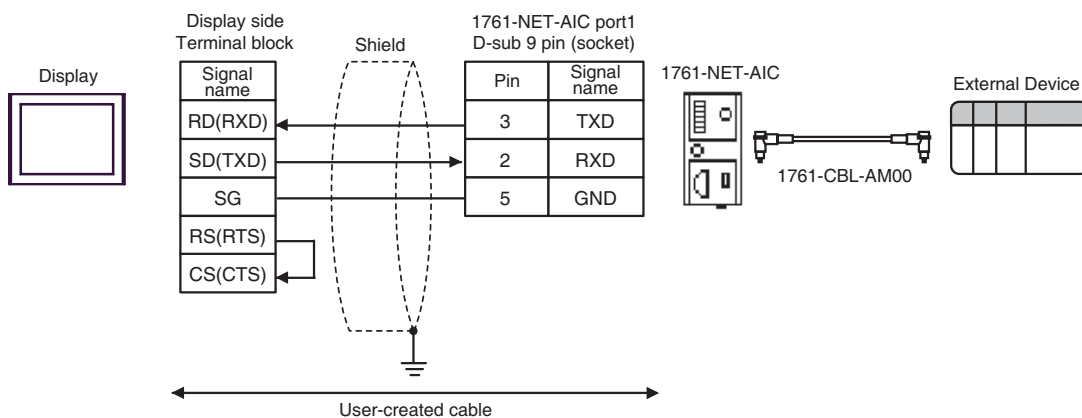 Display
Display side
Terminal block
Shield
1761-NET-AIC port1
D-sub 9 pin (socket)
Signal name
RD(RXD)
SD(TXD)
SG
RS(RTS)
CS(CTS)
Pin
Signal name
3
TXD
2
RXD
5
GND
1761-NET-AIC
1761-CBL-AM00
External Device
User-created cable